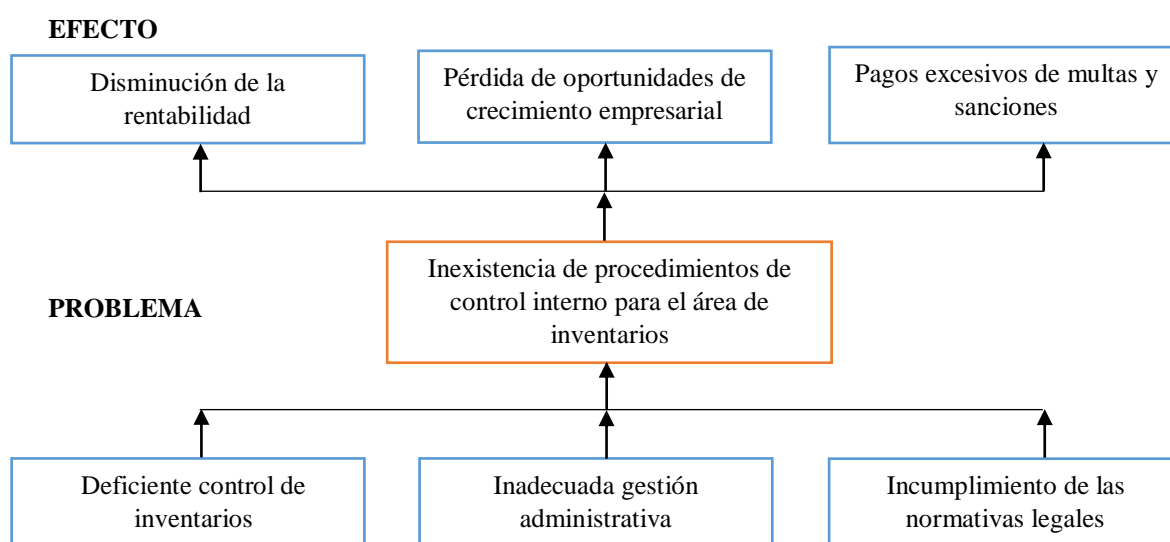 EFECTO
Disminución de la
rentabilidad
Pérdida de oportunidades de
crecimiento empresarial
Pagos excesivos de multas y
sanciones
Inexistencia de procedimientos de
control interno para el área de
inventarios
PROBLEMA
Deficiente control de
inventarios
Inadecuada gestión
administrativa
Incumplimiento de las
normativas legales